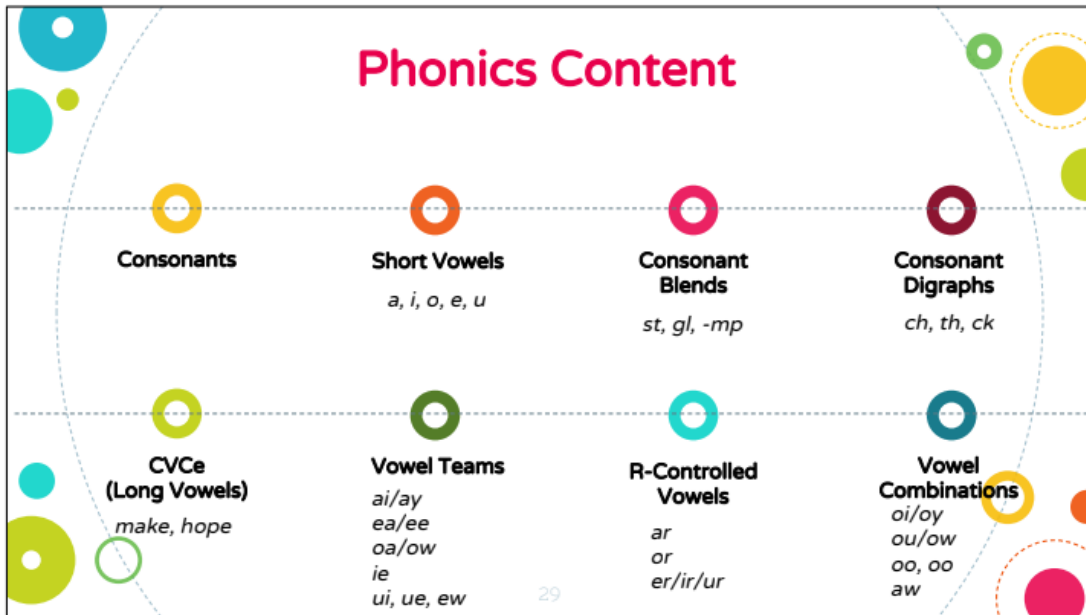 Phonics Content
Consonants
Short Vowels
a, i, o, e, u
Consonant
Blends
st, gl, -mp
Consonant
Digraphs
ch, th, ck
CVCe
(Long Vowels)
make, hope
Vowel Teams
ai/ay
ea/ee
oa/ow
ie
ui, ue, ew
R-Controlled
Vowels
ar
or
er/ir/ur
Vowel
Combinations
oi/oy
ou/ow
oo, oo
aw
29